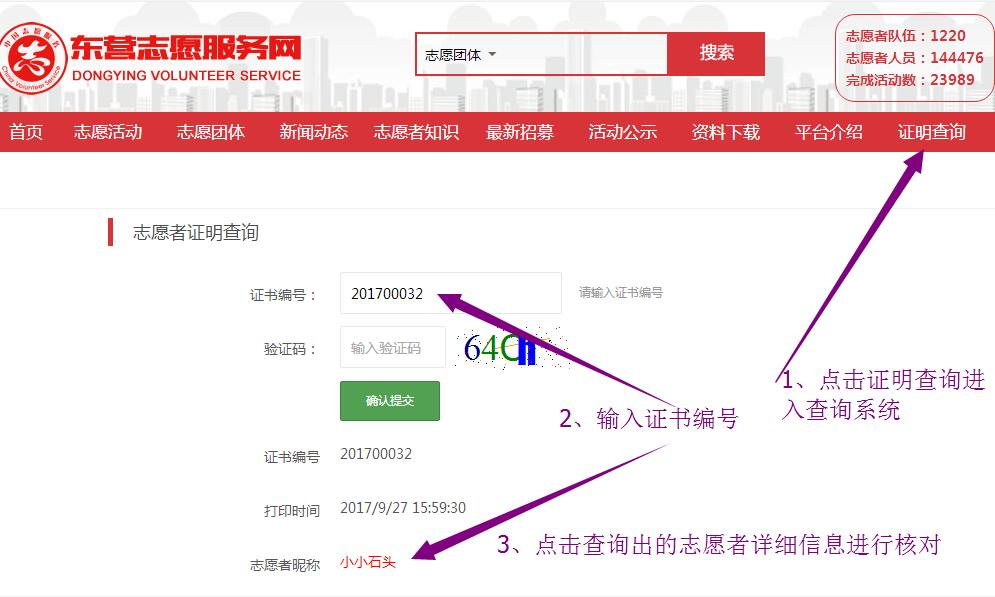 中国志愿服务
China Volunteer Service
东营志愿服务网
DONGYING VOLUNTEER SERVICE
志愿团体
搜索
志愿者队伍：1220
志愿者人员：144476
完成活动数：23989
首页 志愿活动 志愿团体 新闻动态 志愿者知识 最新招募 活动公示 资料下载 平台介绍 证明查询
志愿者证明查询
证书编号： 201700032 请输入证书编号
验证码： 输入验证码
确认提交
1、点击证明查询进
入查询系统
2、输入证书编号
证书编号 201700032
打印时间 2017/9/27 15:59:30
3、点击查询出的志愿者详细信息进行核对
志愿者昵称 小小石头